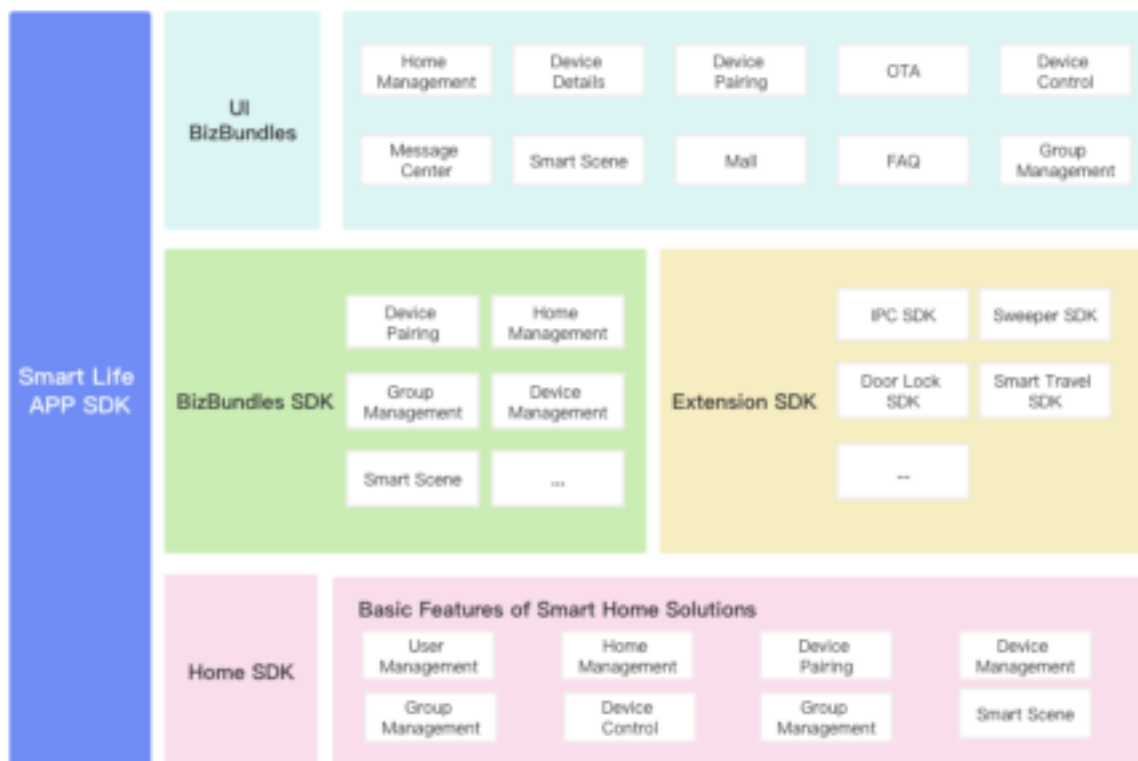 Smart Life
APP SDK
UI
BizBundles
Home
Management
Device
Details
Device
Pairing
OTA
Device
Control
Message
Center
Smart Scene
Mall
FAQ
Group
Management
BizBundles SDK
Device
Pairing
Home
Management
Group
Management
Device
Management
Smart Scene
...
Extension SDK
IPC SDK
Sweeper SDK
Door Lock
SDK
Smart Travel
SDK
...
Home SDK
Basic Features of Smart Home Solutions
User
Management
Home
Management
Device
Pairing
Device
Management
Group
Management
Device
Control
Group
Management
Smart Scene